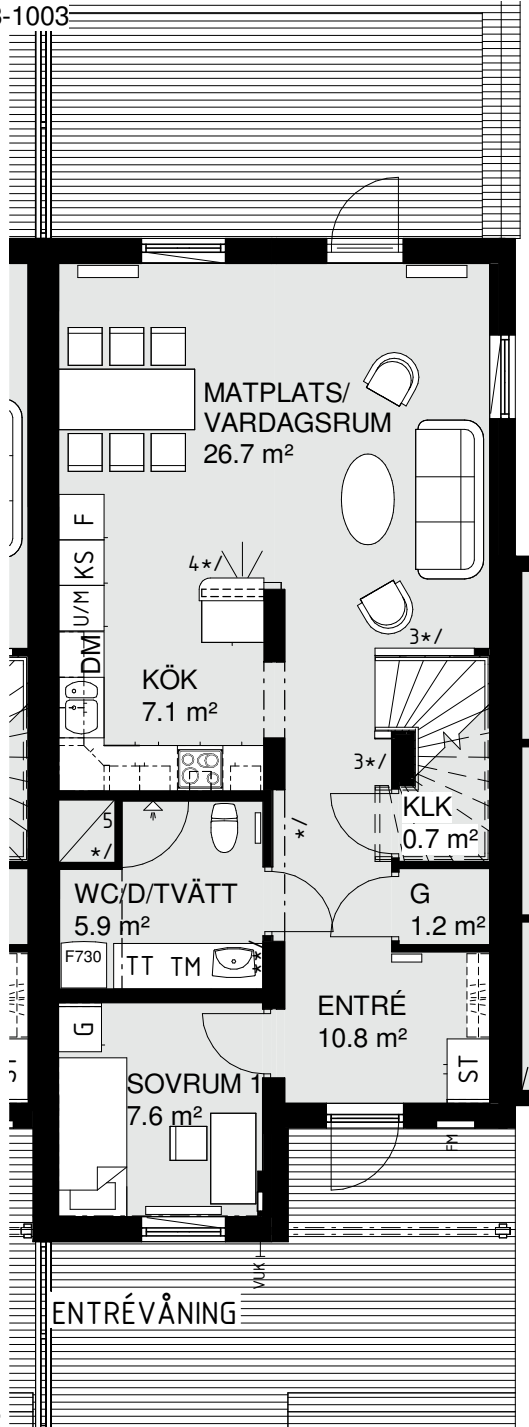 -1003
MATPLATS/
VARDAGSRUM
26.7 m²
F
KS
U/M
DM
4*/
3*/
KÖK
7.1 m²
3*/
KLK
0.7 m²
5
*/
*/
WC/D/TVÄTT
5.9 m²
G
1.2 m²
F730
TT TM
**/
ENTRÉ
10.8 m²
G
ST
ST
SOVRUM 1
7.6 m²
FM
VUK
ENTRÉVÅNING